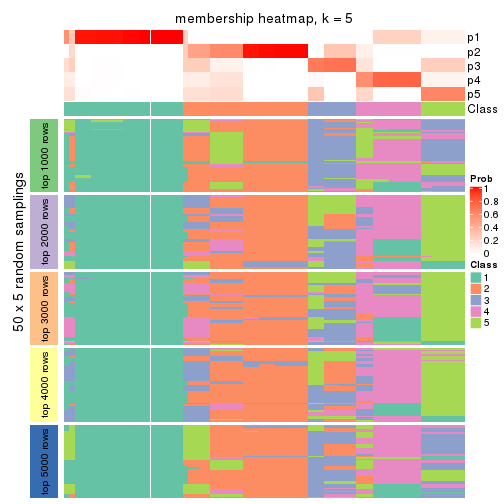 membership heatmap, k = 5
p1
p2
p3
p4
p5
Class
50 x 5 random samplings
top 1000 rows
top 2000 rows
top 3000 rows
top 4000 rows
top 5000 rows
Prob
1
0.8
0.6
0.4
0.2
0
Class
1
2
3
4
5